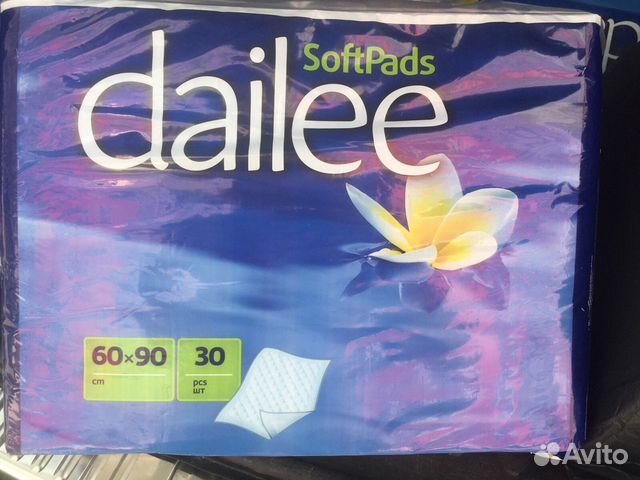 SoftPads
dailee
60×90
cm
30
pcs
шт
Avito